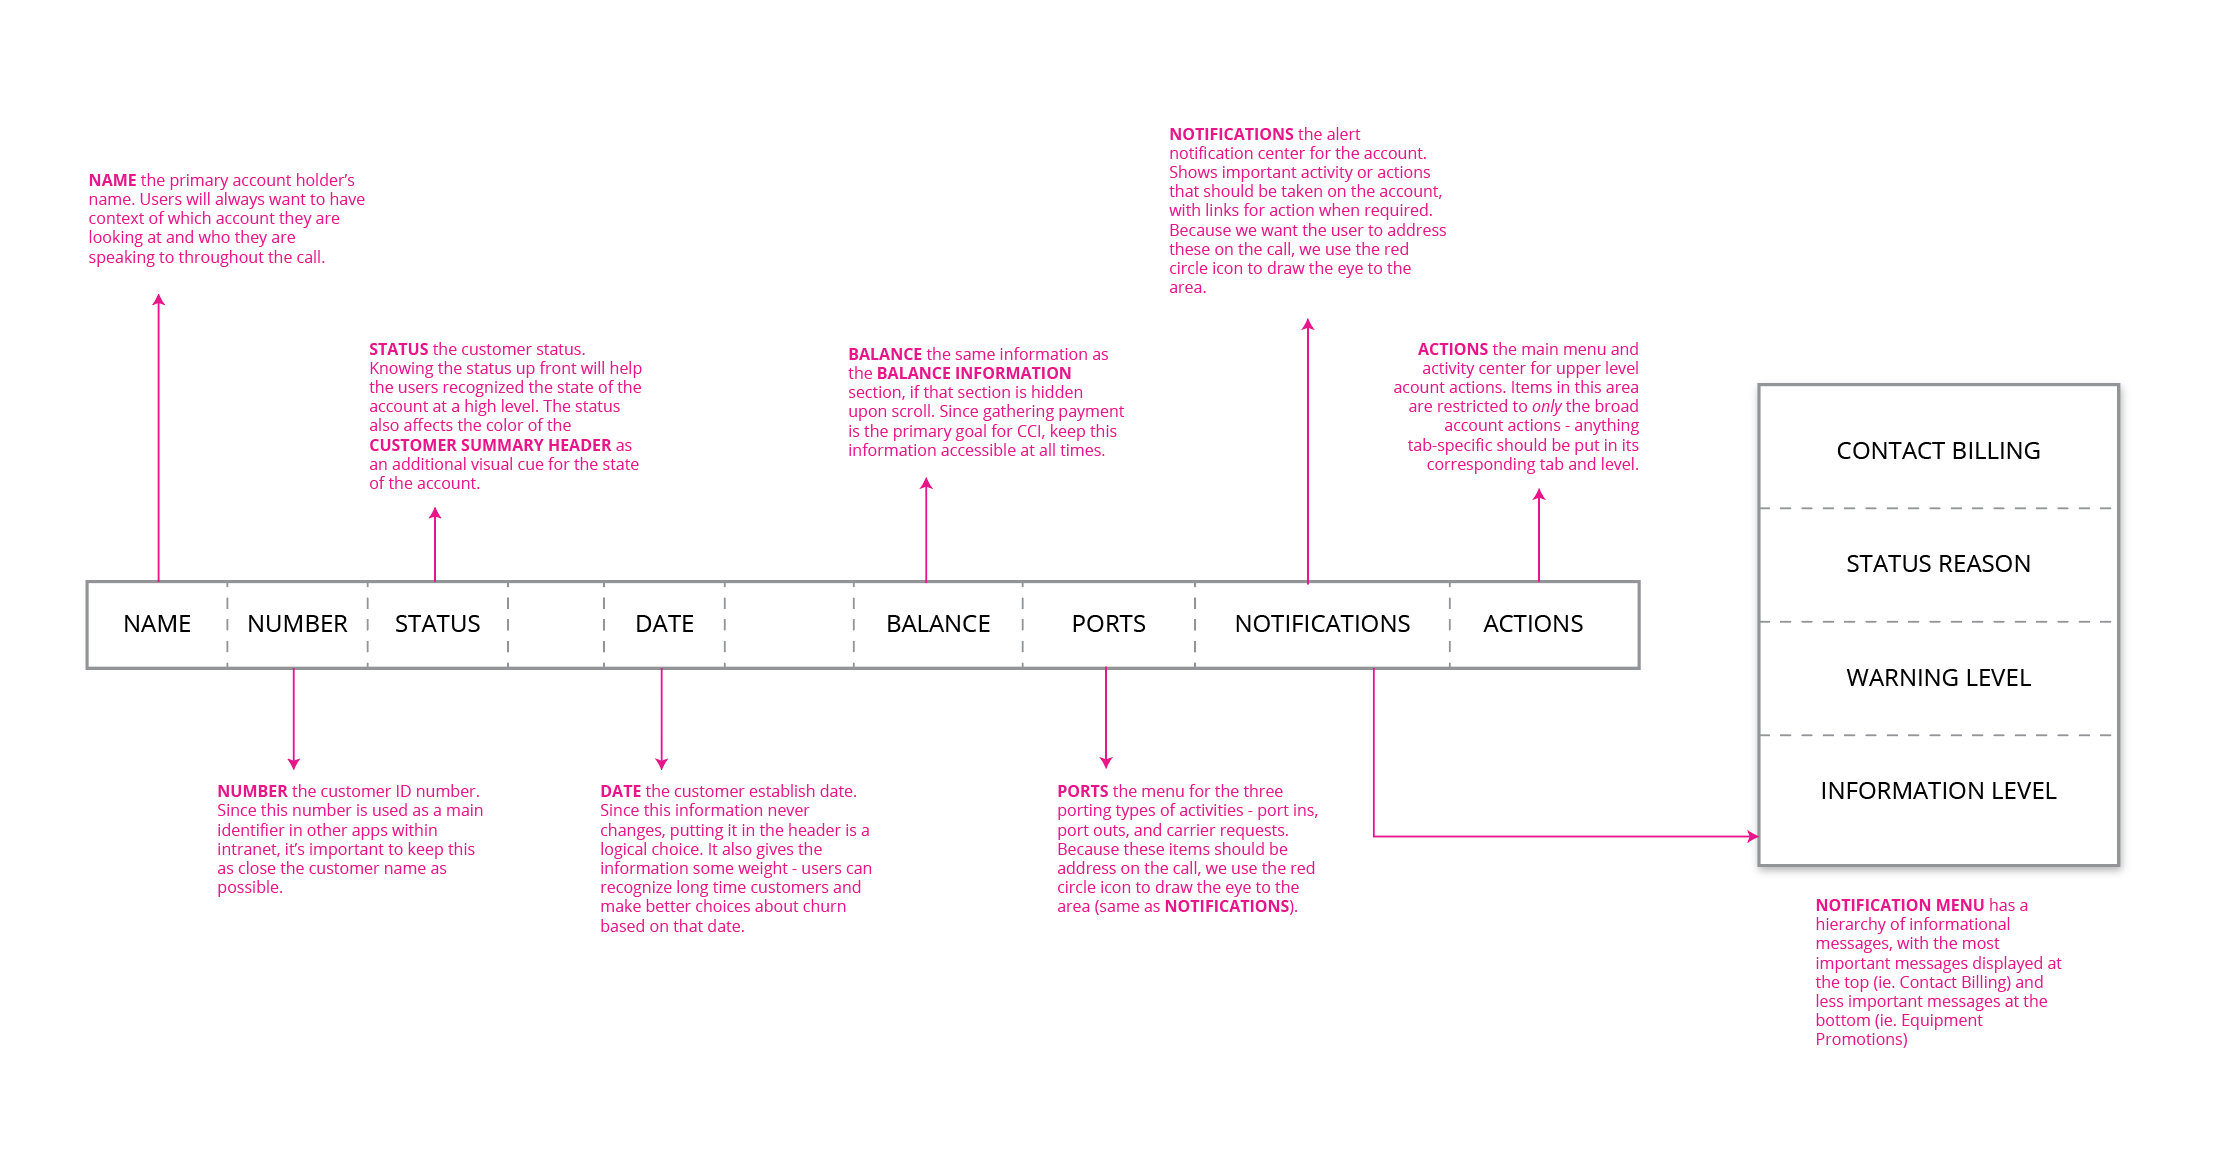 NOTIFICATIONS the alert
notification center for the account.
Shows important activity or actions
that should be taken on the account,
with links for action when required.
Because we want the user to address
these on the call, we use the red
circle icon to draw the eye to the
area.
NAME the primary account holder’s
name. Users will always want to have
context of which account they are
looking at and who they are
speaking to throughout the call.
STATUS the customer status.
Knowing the status up front will help
the users recognized the state of the
account at a high level. The status
also affects the color of the
CUSTOMER SUMMARY HEADER as
an additional visual cue for the state
of the account.
BALANCE the same information as
the BALANCE INFORMATION
section, if that section is hidden
upon scroll. Since gathering payment
is the primary goal for CCI, keep this
information accessible at all times.
ACTIONS the main menu and
activity center for upper level
acount actions. Items in this area
are restricted to only the broad
account actions - anything
tab-specific should be put in its
corresponding tab and level.
NAME
NUMBER
STATUS
DATE
BALANCE
PORTS
NOTIFICATIONS
ACTIONS
CONTACT BILLING
STATUS REASON
WARNING LEVEL
INFORMATION LEVEL
NUMBER the customer ID number.
Since this number is used as a main
identifier in other apps within
intranet, it’s important to keep this
as close the customer name as
possible.
DATE the customer establish date.
Since this information never
changes, putting it in the header is a
logical choice. It also gives the
information some weight - users can
recognize long time customers and
make better choices about churn
based on that date.
PORTS the menu for the three
porting types of activities - port ins,
port outs, and carrier requests.
Because these items should be
address on the call, we use the red
circle icon to draw the eye to the
area (same as NOTIFICATIONS).
NOTIFICATION MENU has a
hierarchy of informational
messages, with the most
important messages displayed at
the top (ie. Contact Billing) and
less important messages at the
bottom (ie. Equipment
Promotions)